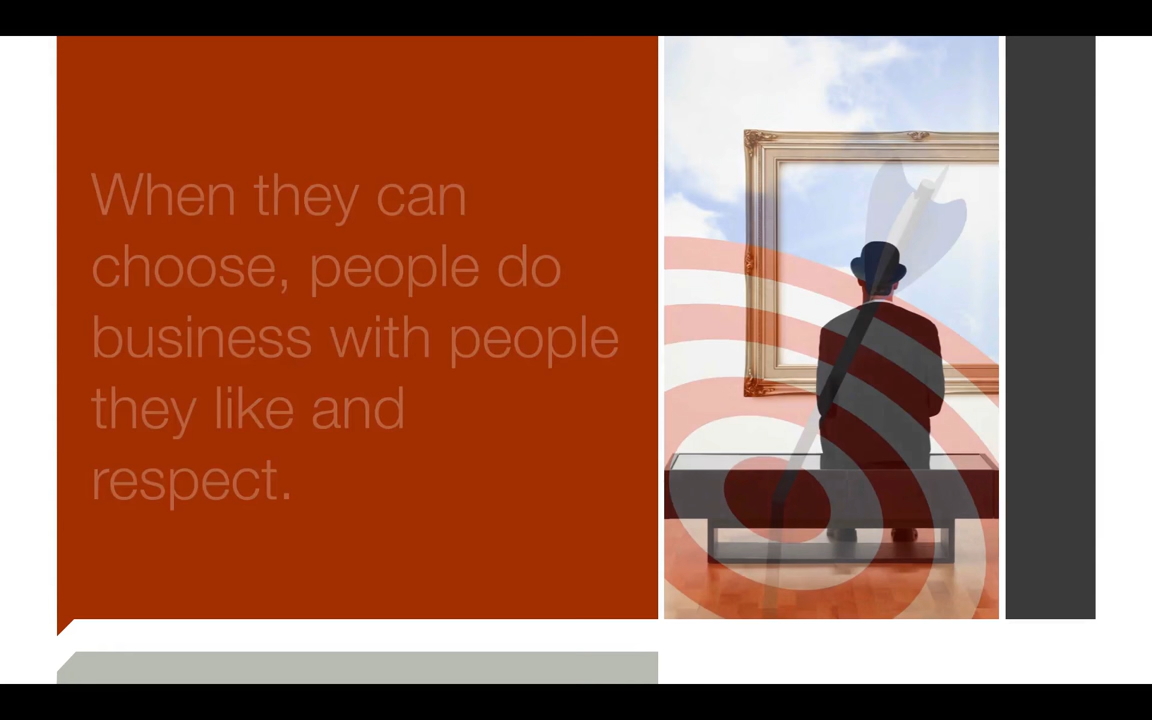 When they can
choose, people do
business with people
they like and
respect.